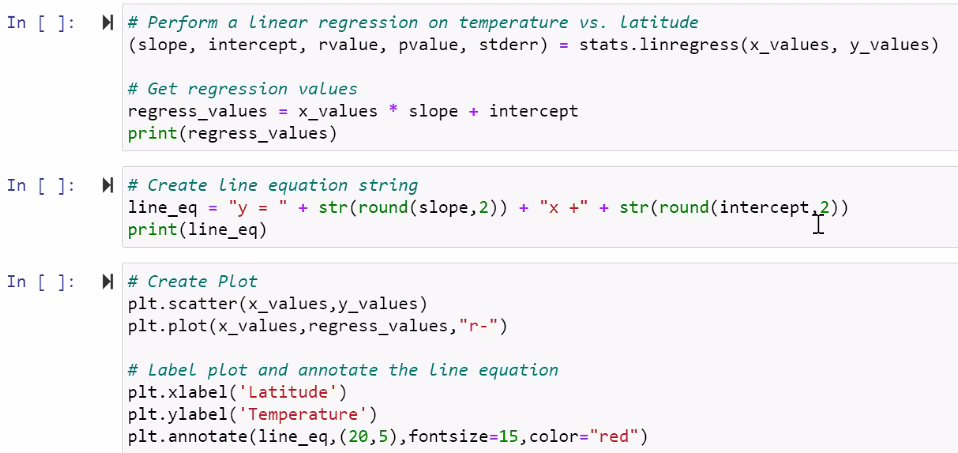 In [ ]: # Perform a linear regression on temperature vs. latitude
(slope, intercept, rvalue, pvalue, stderr) = stats.linregress(x_values, y_values)
# Get regression values
regress_values = x_values * slope + intercept
print(regress_values)
In [ ]: # Create line equation string
line_eq = "y = " + str(round(slope,2)) + "x +" + str(round(intercept,2))
print(line_eq)
In [ ]: # Create Plot
plt.scatter(x_values,y_values)
plt.plot(x_values,regress_values,"r-")
# Label plot and annotate the line equation
plt.xlabel('Latitude')
plt.ylabel('Temperature')
plt.annotate(line_eq,(20,5),fontsize=15,color="red")